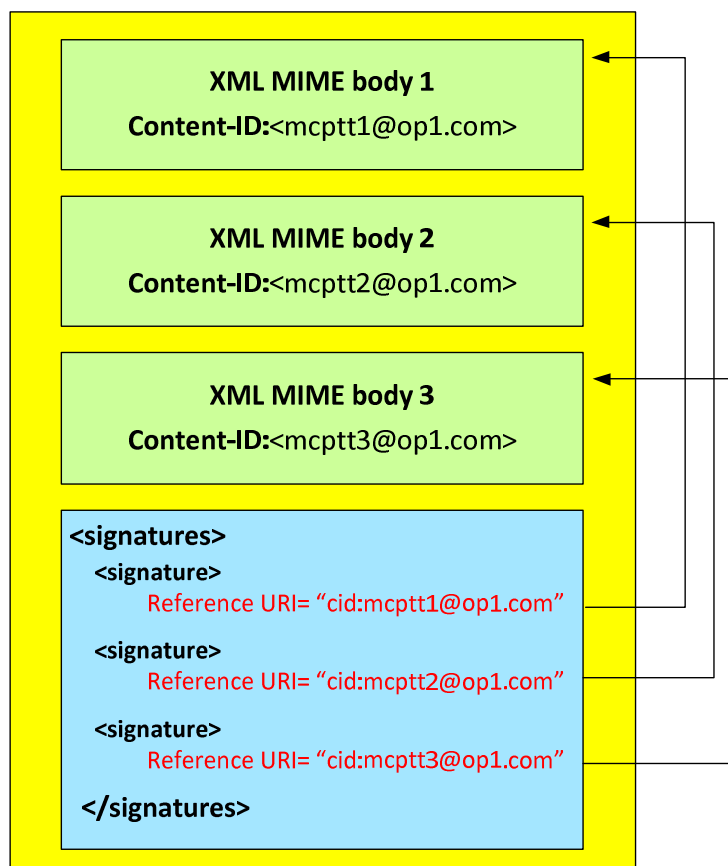 XML MIME body 1
Content-ID:<mcptt1@op1.com>
XML MIME body 2
Content-ID:<mcptt2@op1.com>
XML MIME body 3
Content-ID:<mcptt3@op1.com>
<signatures>
<signature>
Reference URI= “cid:mcptt1@op1.com”
<signature>
Reference URI= “cid:mcptt2@op1.com”
<signature>
Reference URI= “cid:mcptt3@op1.com”
</signatures>